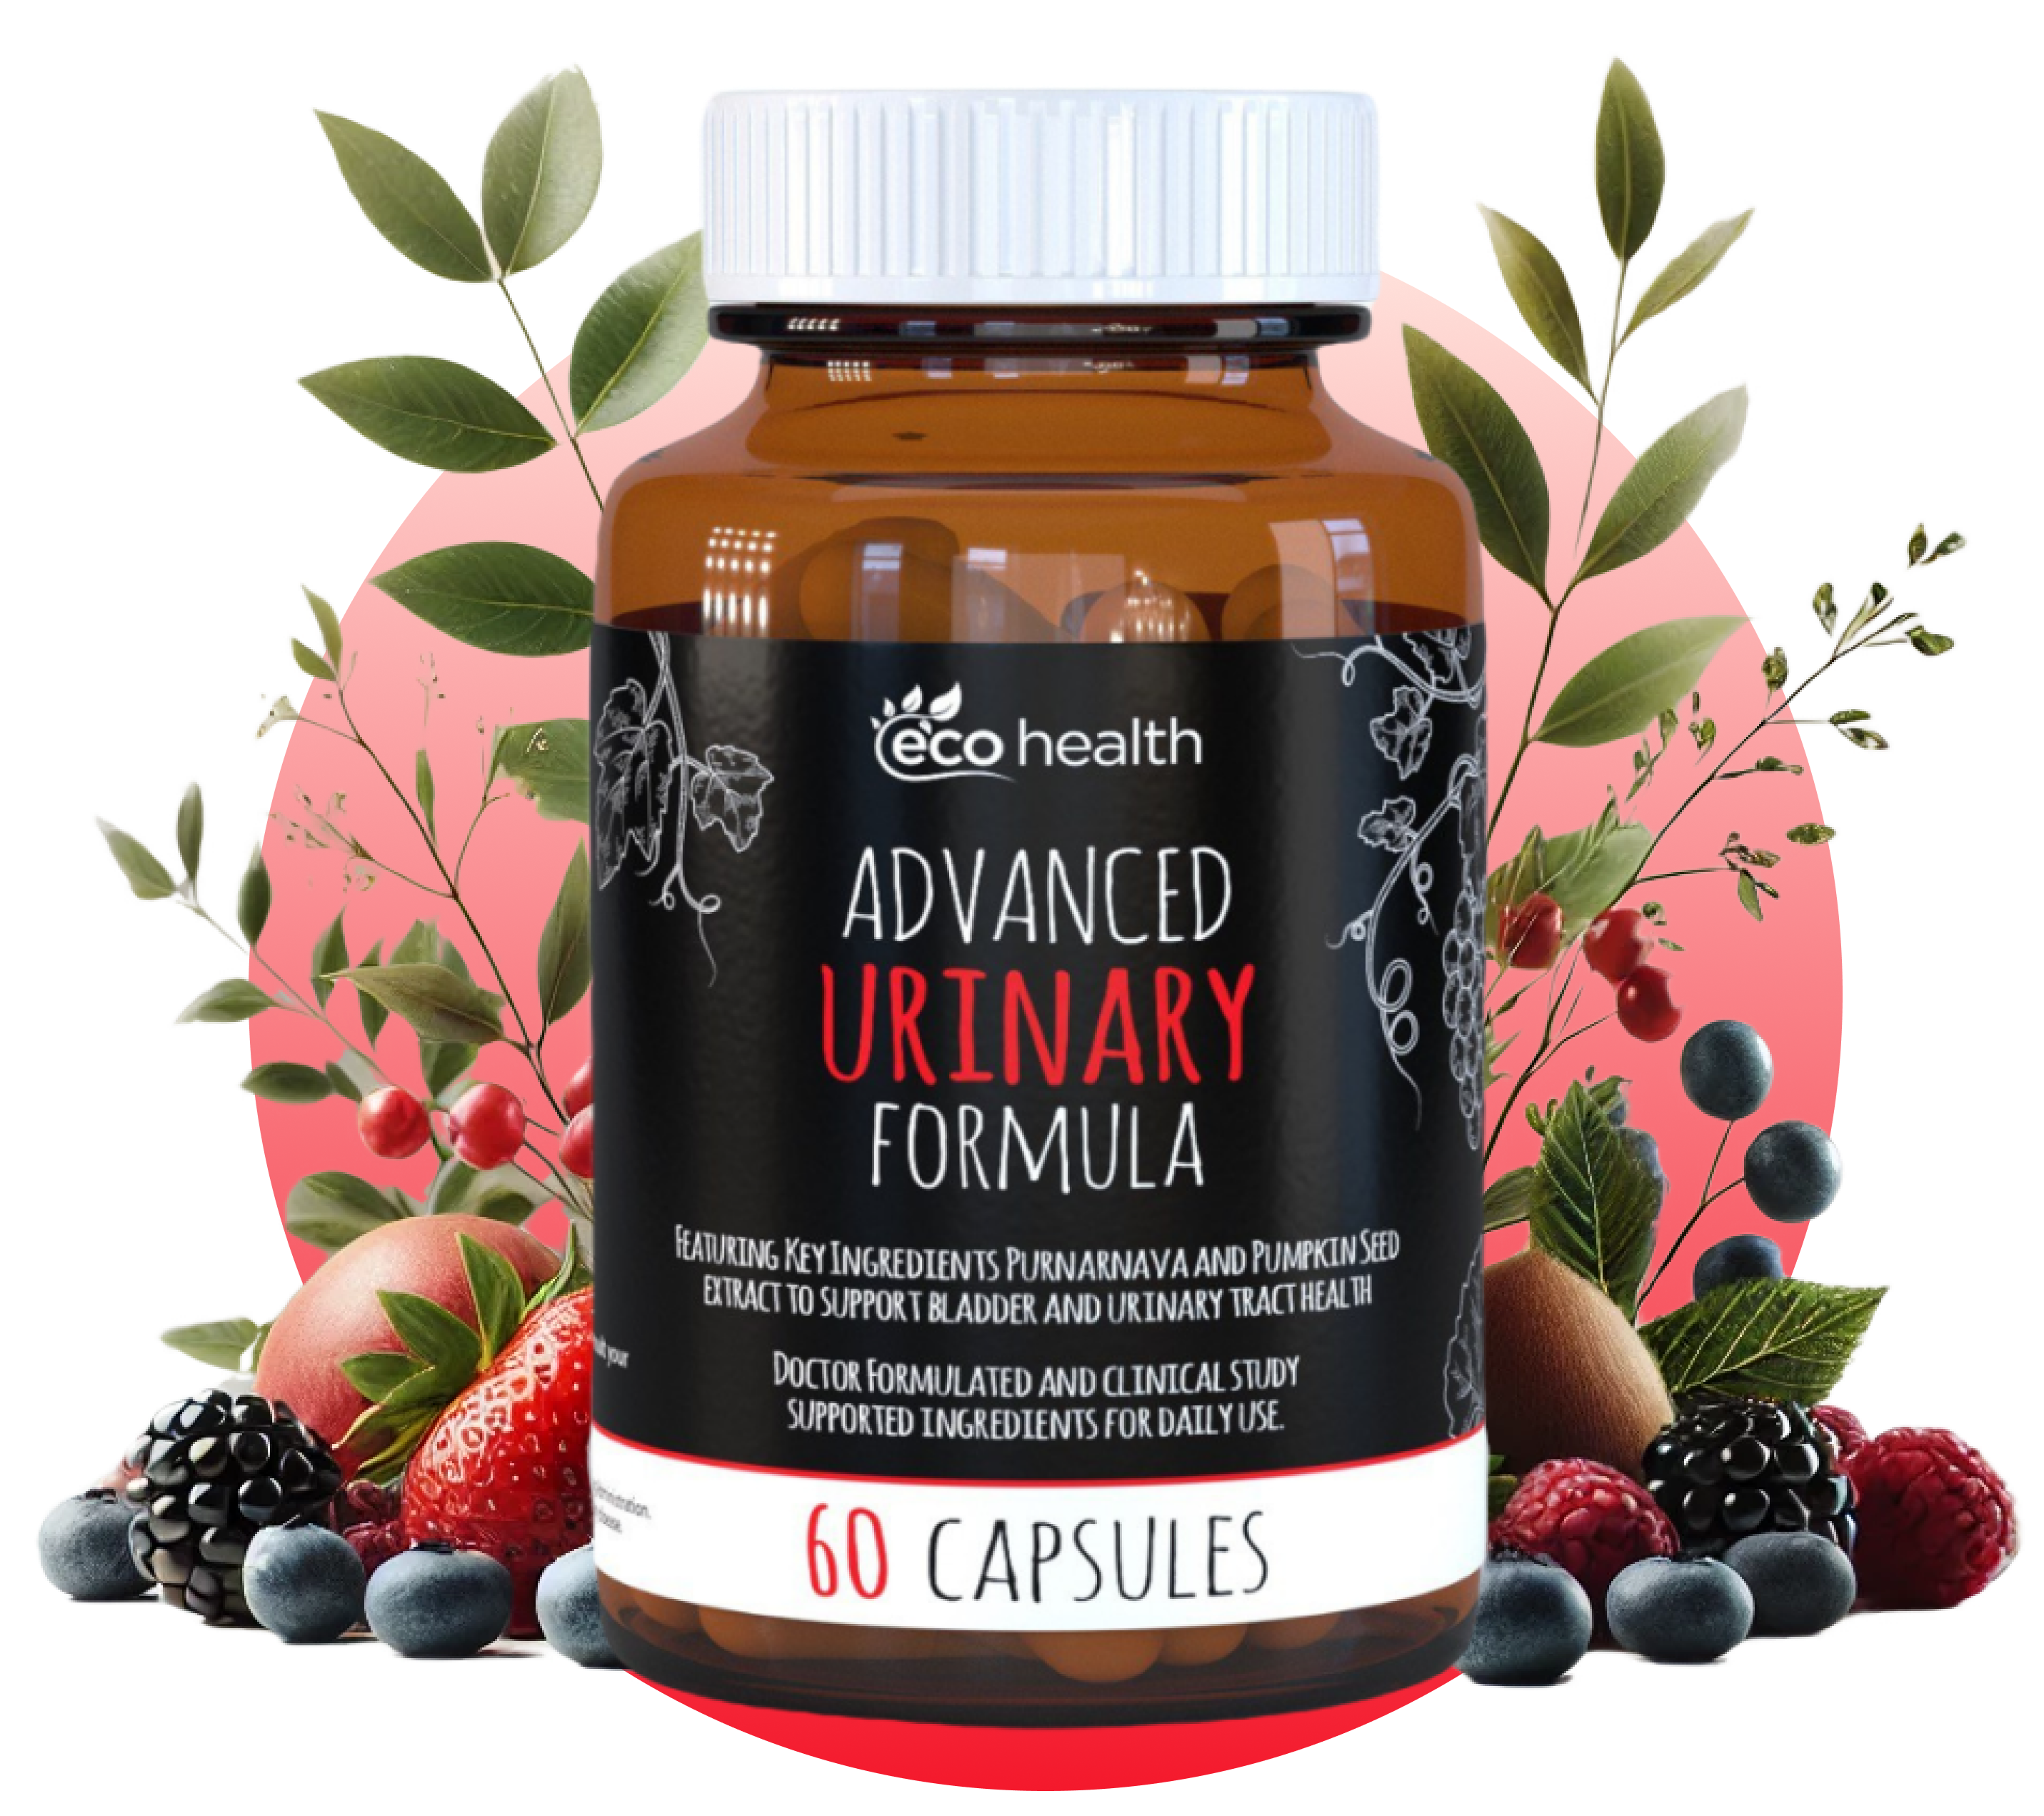 eco health
ADVANCED
URINARY
FORMULA
FEATURING KEY INGREDIENTS PURNARNAVA AND PUMPKIN SEED
EXTRACT TO SUPPORT BLADDER AND URINARY TRACT HEALTH
your
DOCTOR FORMULATED AND CLINICAL STUDY
SUPPORTED INGREDIENTS FOR DAILY USE.
60 CAPSULES